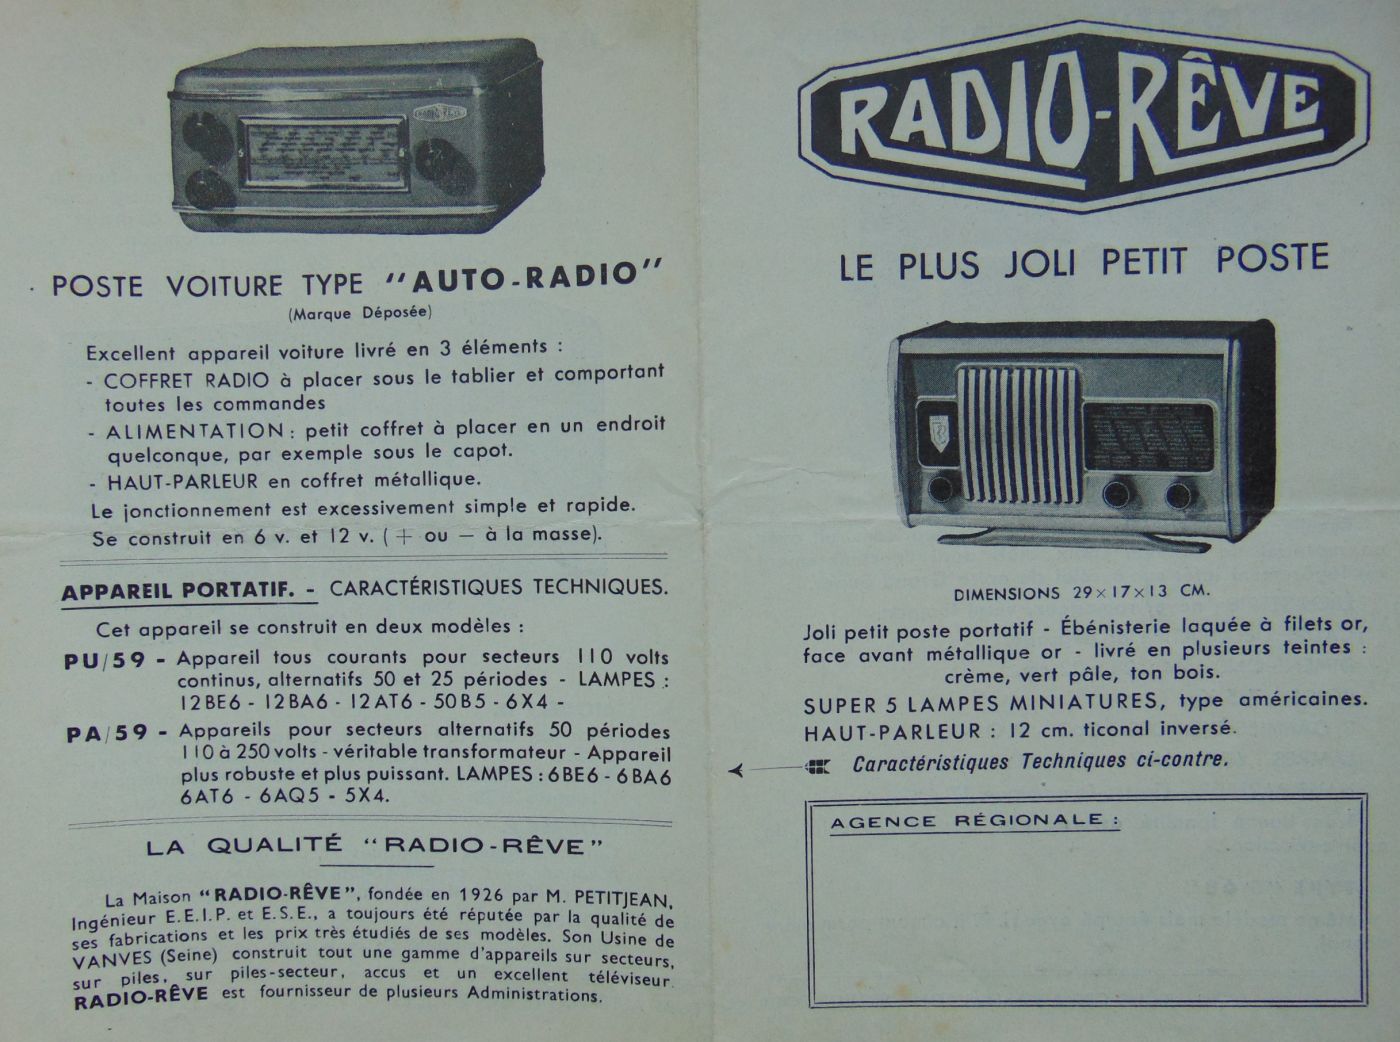 RADIO-RÊVE
POSTE VOITURE TYPE "AUTO-RADIO"
(Marque Déposée)
Excellent appareil voiture livré en 3 éléments :
- COFFRET RADIO à placer sous le tablier et comportant
toutes les commandes
- ALIMENTATION : petit coffret à placer en un endroit
quelconque, par exemple sous le capot.
- HAUT-PARLEUR en coffret métallique.
Le jonctionnement est excessivement simple et rapide.
Se construit en 6 v. et 12 v. ( + ou − à la masse).
APPAREIL PORTATIF. - CARACTÉRISTIQUES TECHNIQUES.
Cet appareil se construit en deux modèles :
PU/59 - Appareil tous courants pour secteurs 110 volts
continus, alternatifs 50 et 25 périodes - LAMPES :
12BE6 - 12BA6 - 12AT6 - 50B5 - 6X4 -
PA/59 - Appareils pour secteurs alternatifs 50 périodes
110 à 250 volts - véritable transformateur - Appareil
plus robuste et plus puissant. LAMPES : 6BE6 - 6BA6
6AT6 - 6AQ5 - 5X4.
LA QUALITÉ "RADIO-RÊVE"
La Maison "RADIO-RÊVE", fondée en 1926 par M. PETITJEAN,
Ingénieur E.E.I.P. et E.S.E., a toujours été réputée par la qualité de
ses fabrications et les prix très étudiés de ses modèles. Son Usine de
VANVES (Seine) construit tout une gamme d'appareils sur secteurs,
sur piles, sur piles-secteur, accus et un excellent téléviseur.
RADIO-RÊVE est fournisseur de plusieurs Administrations.
RADIO-RÊVE
LE PLUS JOLI PETIT POSTE
DIMENSIONS 29×17×13 CM.
Joli petit poste portatif - Ébénisterie laquée à filets or,
face avant métallique or - livré en plusieurs teintes :
crème, vert pâle, ton bois.
SUPER 5 LAMPES MINIATURES, type américaines.
HAUT-PARLEUR : 12 cm. ticonal inversé.
Caractéristiques Techniques ci-contre.
AGENCE RÉGIONALE :